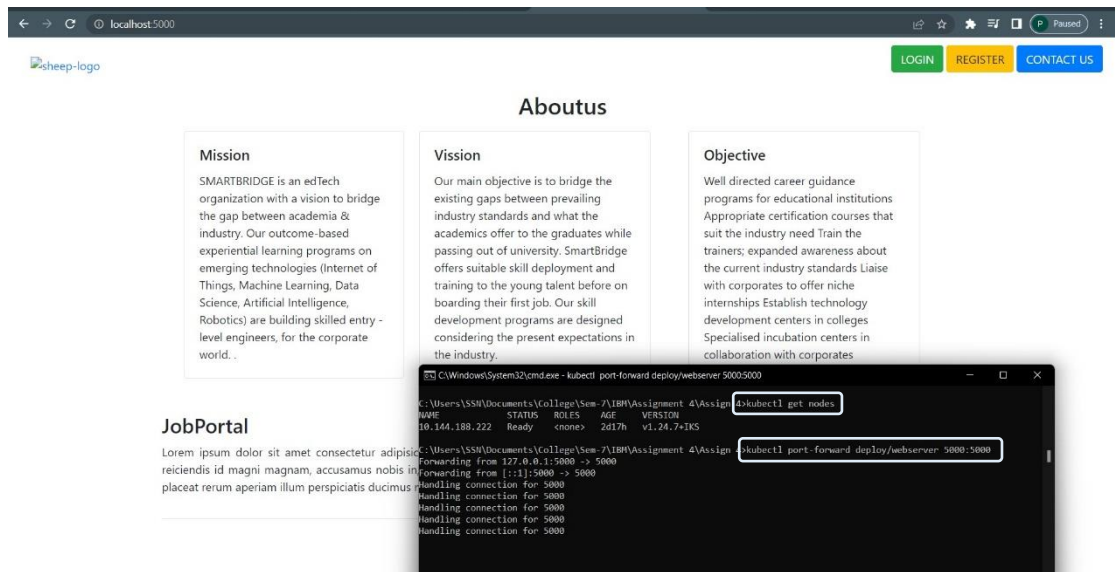 localhost:5000
P Paused
sheep-logo
LOGIN REGISTER CONTACT US
Aboutus
Mission
SMARTBRIDGE is an edTech
organization with a vision to bridge
the gap between academia &
industry. Our outcome-based
experiential learning programs on
emerging technologies (Internet of
Things, Machine Learning, Data
Science, Artificial Intelligence,
Robotics) are building skilled entry -
level engineers, for the corporate
world. .
Vission
Our main objective is to bridge the
existing gaps between prevailing
industry standards and what the
academics offer to the graduates while
passing out of university. SmartBridge
offers suitable skill deployment and
training to the young talent before on
boarding their first job. Our skill
development programs are designed
considering the present expectations in
the industry.
Objective
Well directed career guidance
programs for educational institutions
Appropriate certification courses that
suit the industry need Train the
trainers; expanded awareness about
the current industry standards Liaise
with corporates to offer niche
internships Establish technology
development centers in colleges
Specialised incubation centers in
collaboration with corporates
JobPortal
Lorem ipsum dolor sit amet consectetur adipisic
reiciendis id magni magnam, accusamus nobis in
placeat rerum aperiam illum perspiciatis ducimus r
C:\Windows\System32\cmd.exe - kubectl port-forward deploy/webserver 5000:5000
C:\Users\SSN\Documents\College\Sem-7\IBM\Assignment 4\Assign 4>kubectl get nodes
NAME STATUS ROLES AGE VERSION
10.144.188.222 Ready <none> 2d17h v1.24.7+IKS
C:\Users\SSN\Documents\College\Sem-7\IBM\Assignment 4\Assign 4>kubectl port-forward deploy/webserver 5000:5000
Forwarding from 127.0.0.1:5000 -> 5000
Forwarding from [::1]:5000 -> 5000
Handling connection for 5000
Handling connection for 5000
Handling connection for 5000
Handling connection for 5000
Handling connection for 5000